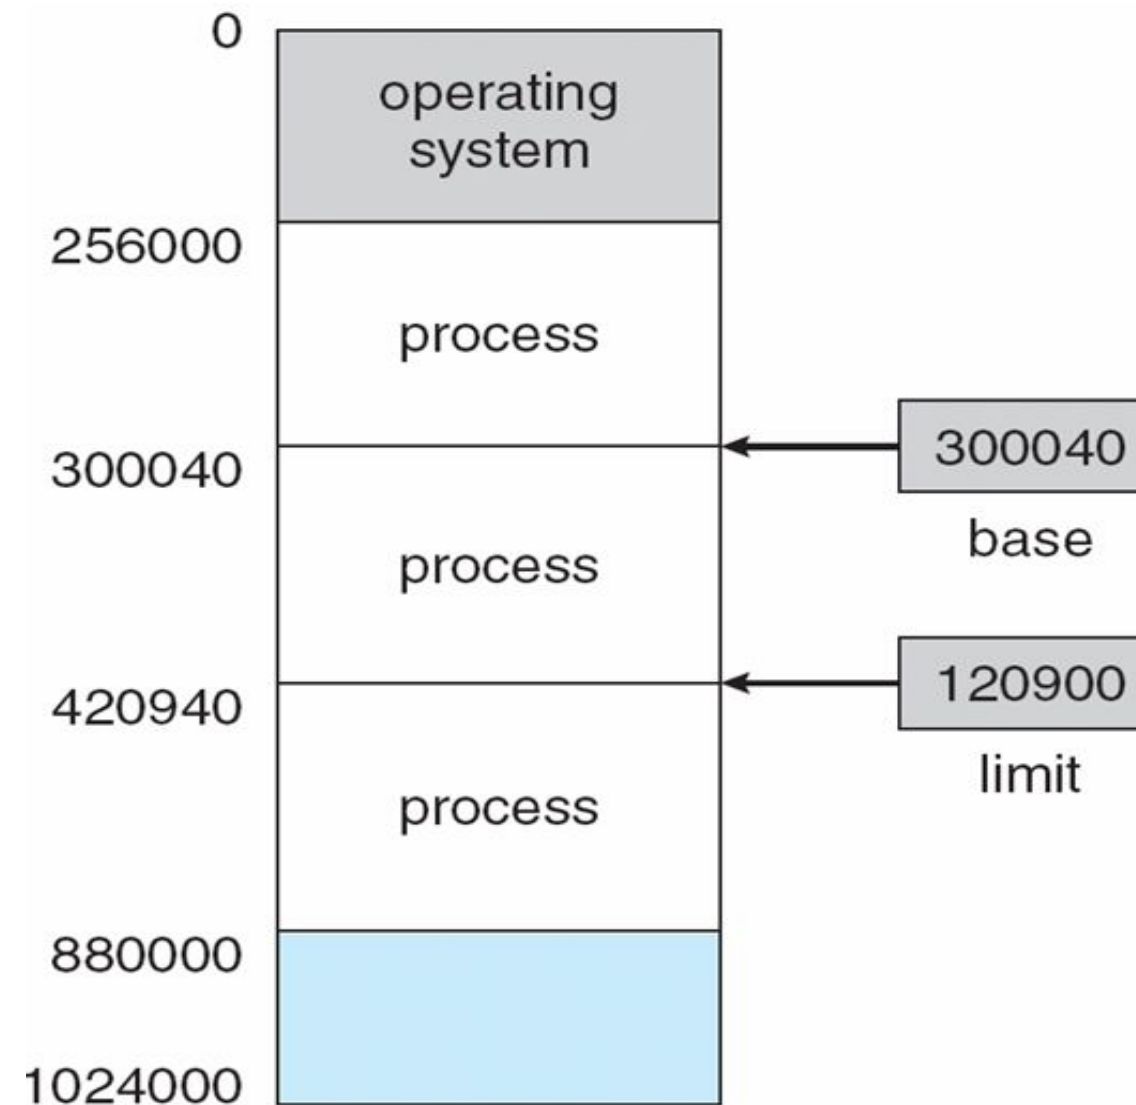 0
operating
system
256000
process
300040
300040
base
process
120900
420940
limit
process
880000
1024000